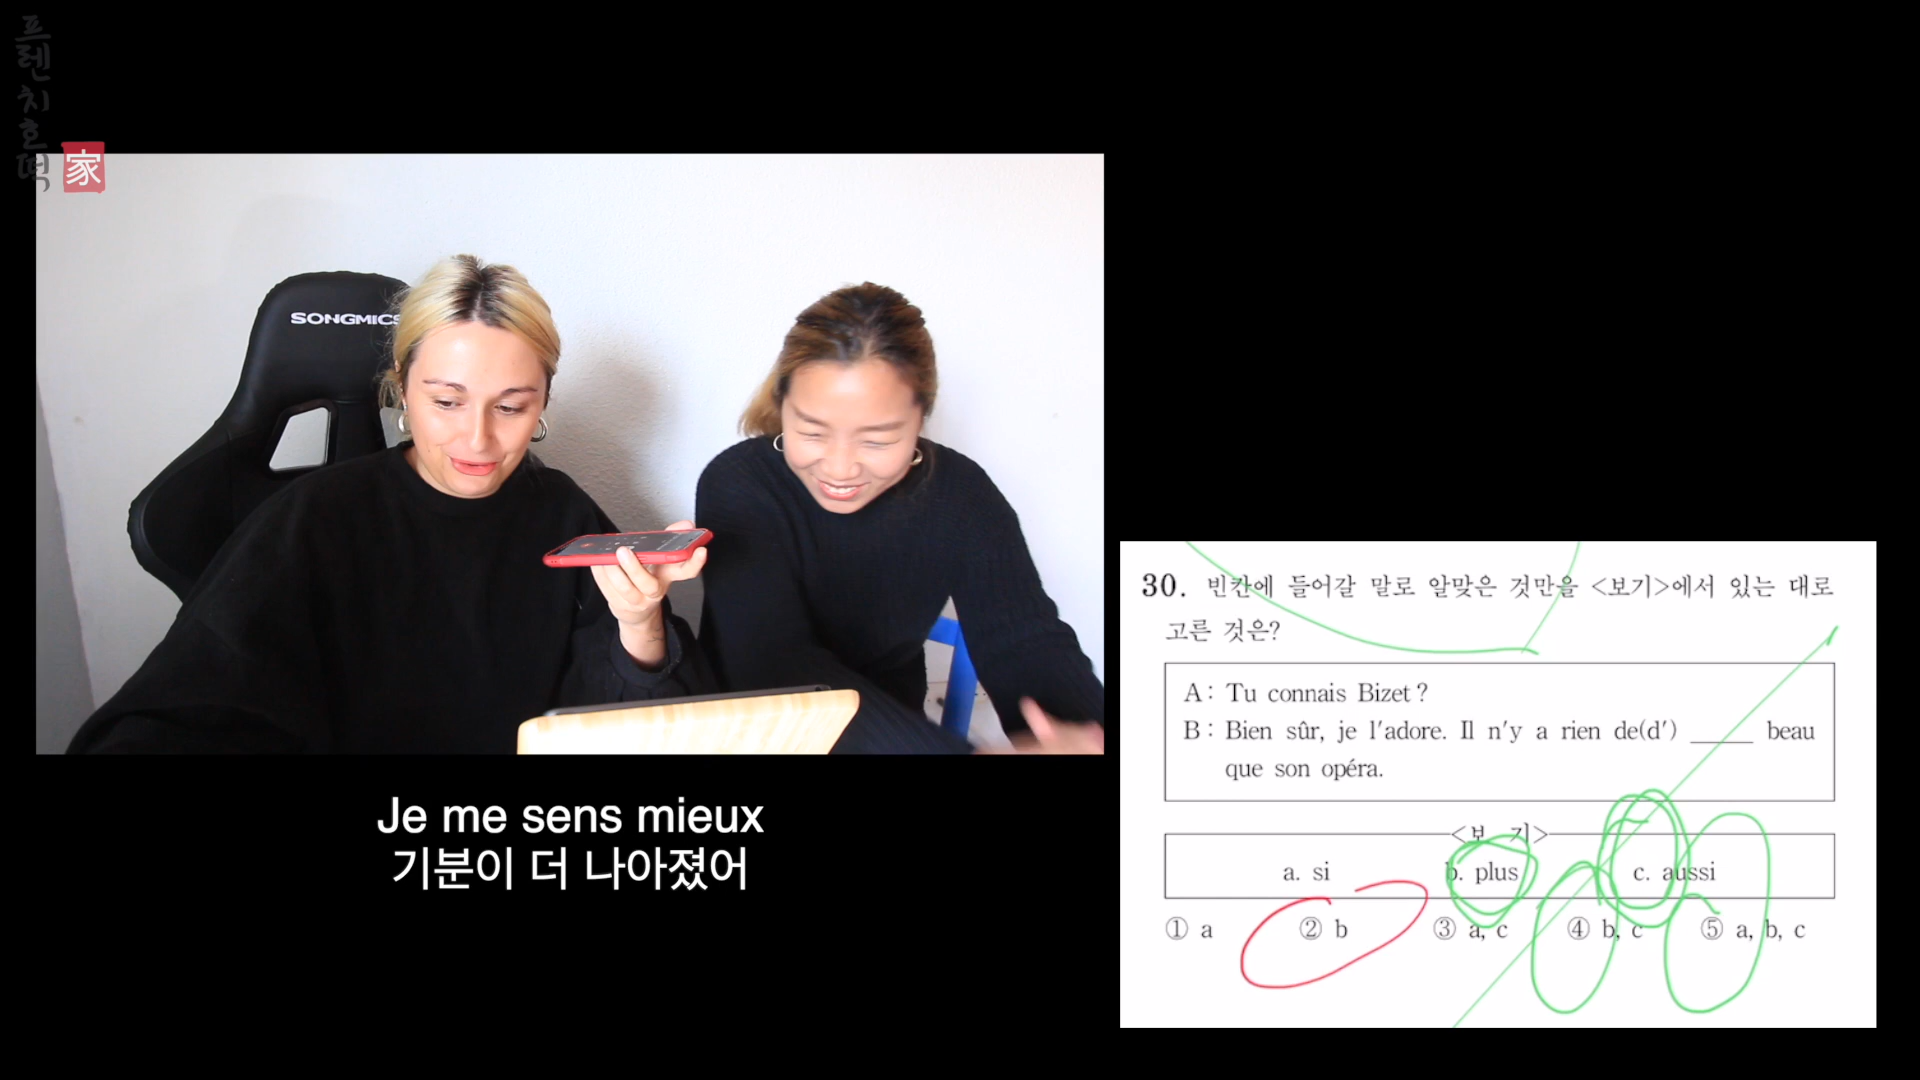 프렌치호떡
家
SONGMICS
30. 빈칸에 들어갈 말로 알맞은 것만을 <보기>에서 있는 대로
고른 것은?
A : Tu connais Bizet ?
B : Bien sûr, je l'adore. Il n'y a rien de(d') _____ beau
que son opéra.
<보 기>
a. si b. plus c. aussi
① a ② b ③ a, c ④ b, c ⑤ a, b, c
Je me sens mieux
기분이 더 나아졌어